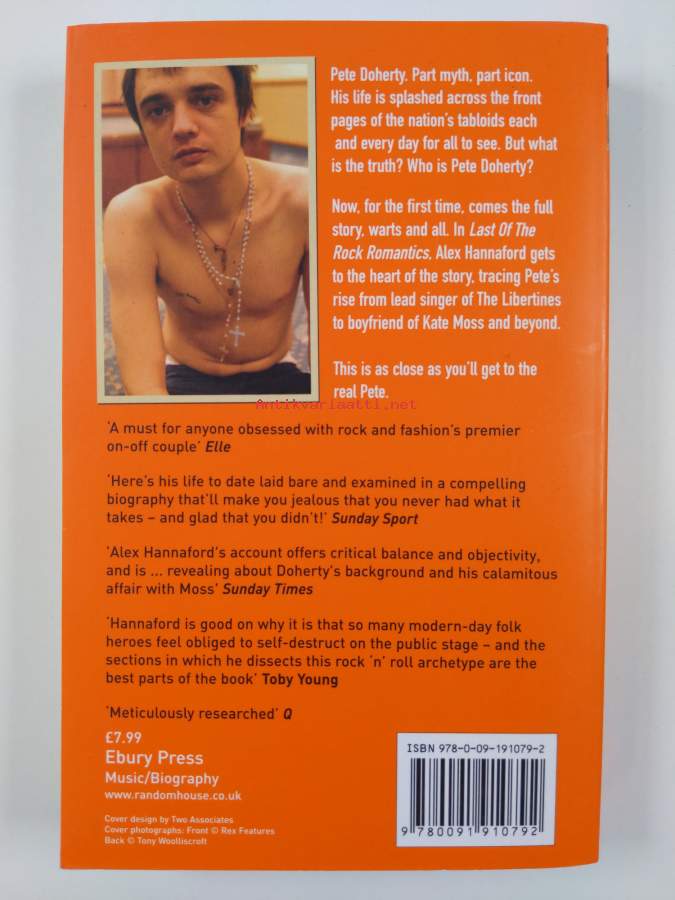 Pete Doherty. Part myth, part icon.
His life is splashed across the front
pages of the nation's tabloids each
and every day for all to see. But what
is the truth? Who is Pete Doherty?
Now, for the first time, comes the full
story, warts and all. In Last Of The
Rock Romantics, Alex Hannaford gets
to the heart of the story, tracing Pete's
rise from lead singer of The Libertines
to boyfriend of Kate Moss and beyond.
This is as close as you'll get to the
real Pete.
Antikvariaatti.net
'A must for anyone obsessed with rock and fashion's premier
on-off couple' Elle
'Here's his life to date laid bare and examined in a compelling
biography that'll make you jealous that you never had what it
takes – and glad that you didn't!' Sunday Sport
'Alex Hannaford's account offers critical balance and objectivity,
and is ... revealing about Doherty's background and his calamitous
affair with Moss' Sunday Times
'Hannaford is good on why it is that so many modern-day folk
heroes feel obliged to self-destruct on the public stage – and the
sections in which he dissects this rock 'n' roll archetype are the
best parts of the book' Toby Young
'Meticulously researched' Q
£7.99
Ebury Press
Music/Biography
www.randomhouse.co.uk
Cover design by Two Associates
Cover photographs: Front © Rex Features
Back © Tony Woolliscroft
ISBN 978-0-09-191079-2
9 780091 910792